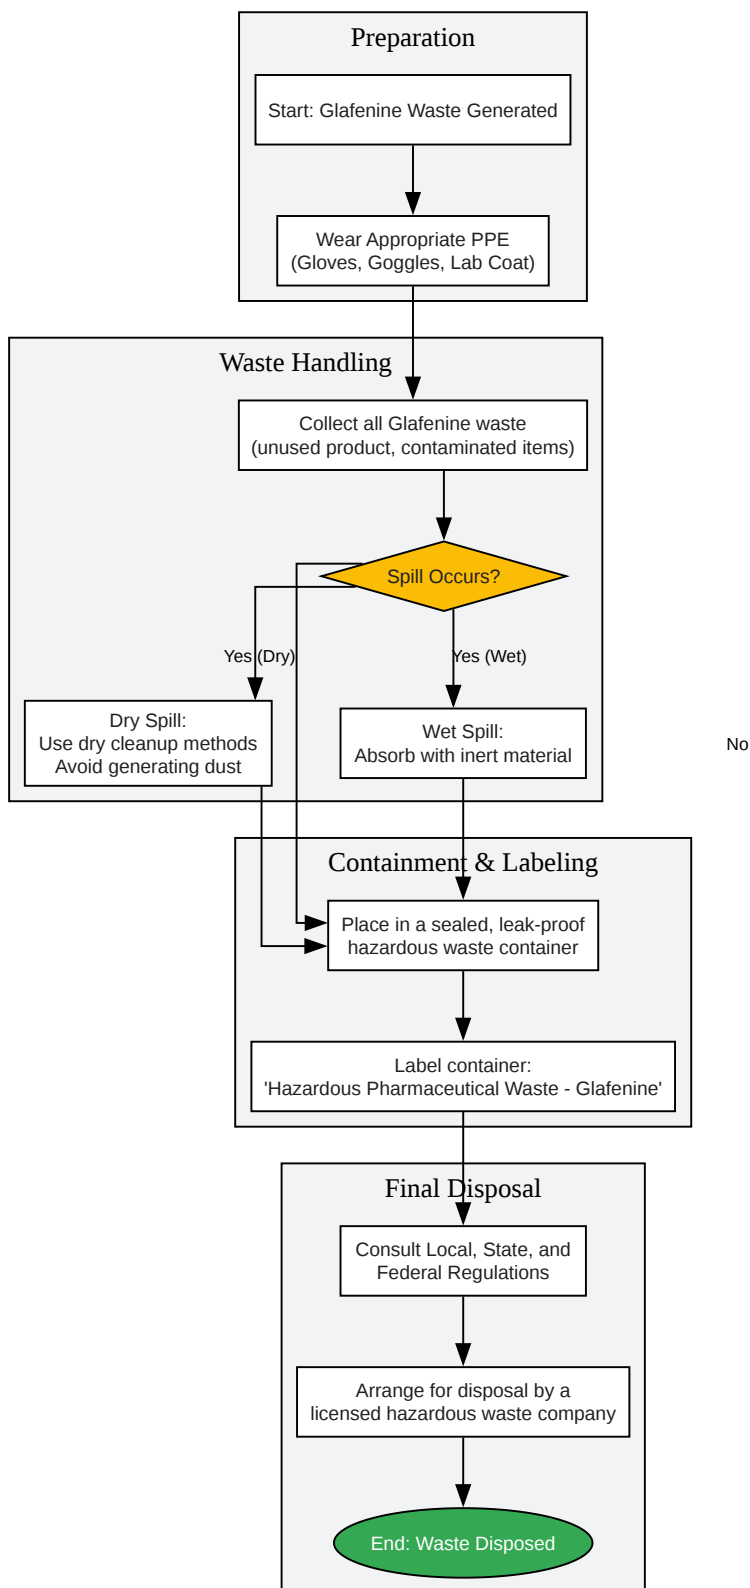 Preparation
Start: Glafenine Waste Generated
Wear Appropriate PPE
(Gloves, Goggles, Lab Coat)
Waste Handling
Collect all Glafenine waste
(unused product, contaminated items)
Spill Occurs?
Yes (Dry)
Yes (Wet)
Dry Spill:
Use dry cleanup methods
Avoid generating dust
Wet Spill:
Absorb with inert material
No
Containment & Labeling
Place in a sealed, leak-proof
hazardous waste container
Label container:
'Hazardous Pharmaceutical Waste - Glafenine'
Final Disposal
Consult Local, State, and
Federal Regulations
Arrange for disposal by a
licensed hazardous waste company
End: Waste Disposed